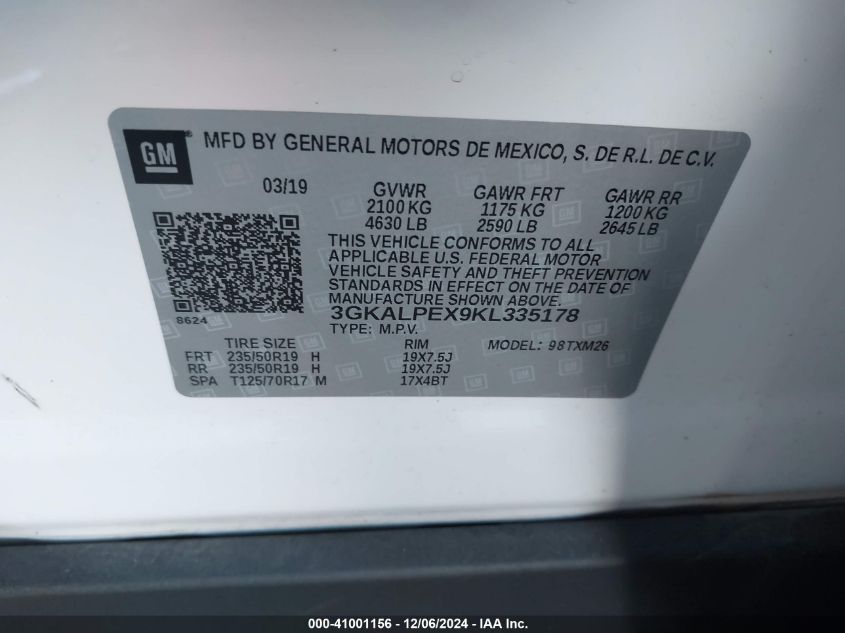 GM ® MFD BY GENERAL MOTORS DE MEXICO, S. DE R.L. DE C.V.
03/19 GVWR GAWR FRT GAWR RR
2100 KG 1175 KG 1200 KG
4630 LB 2590 LB 2645 LB
THIS VEHICLE CONFORMS TO ALL
APPLICABLE U.S. FEDERAL MOTOR
VEHICLE SAFETY AND THEFT PREVENTION
STANDARDS IN EFFECT ON THE DATE OF
MANUFACTURE SHOWN ABOVE.
8624 3GKALPEX9KL335178
TYPE: M.P.V.
TIRE SIZE RIM MODEL: 98TXM26
FRT 235/50R19 H 19X7.5J
RR 235/50R19 H 19X7.5J
SPA T125/70R17 M 17X4BT
000-41001156 - 12/06/2024 - IAA Inc.